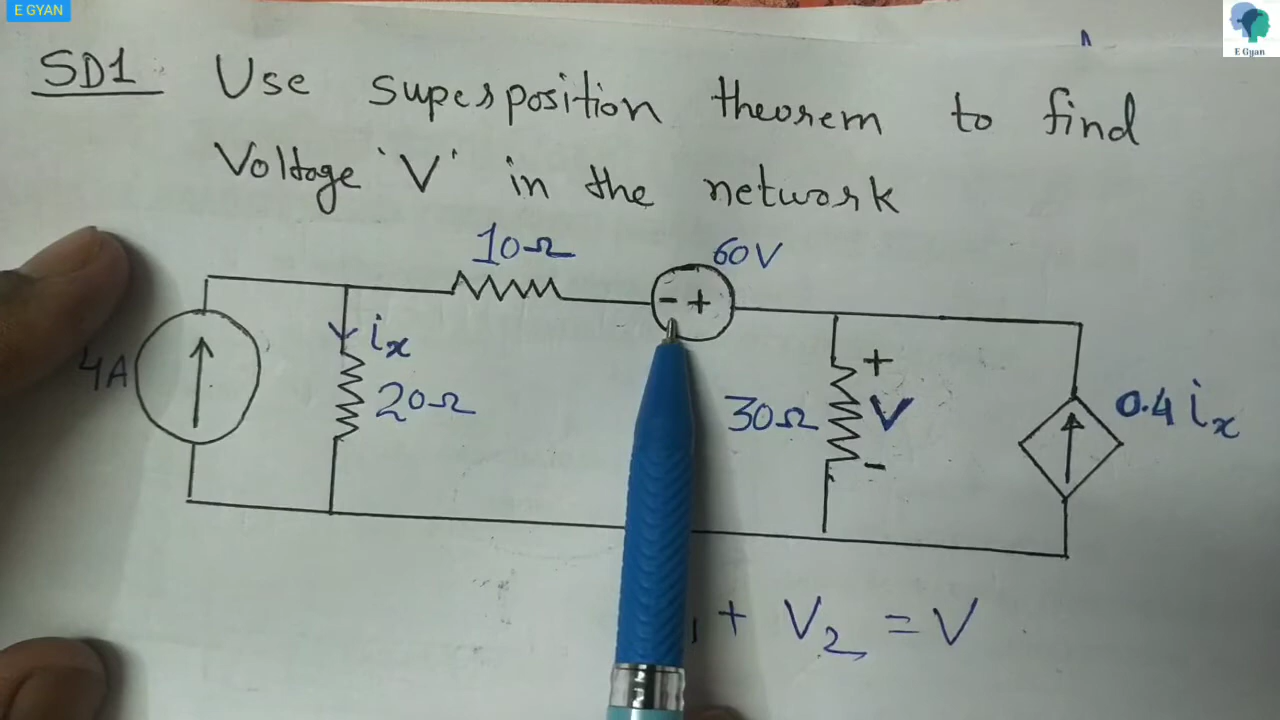 E GYAN
E Gyan
SD1 Use superposition theorem to find
Voltage 'V' in the network
10Ω
60V
- +
4A
ix
20Ω
30Ω
+
V
-
0.4 ix
+ V2 = V